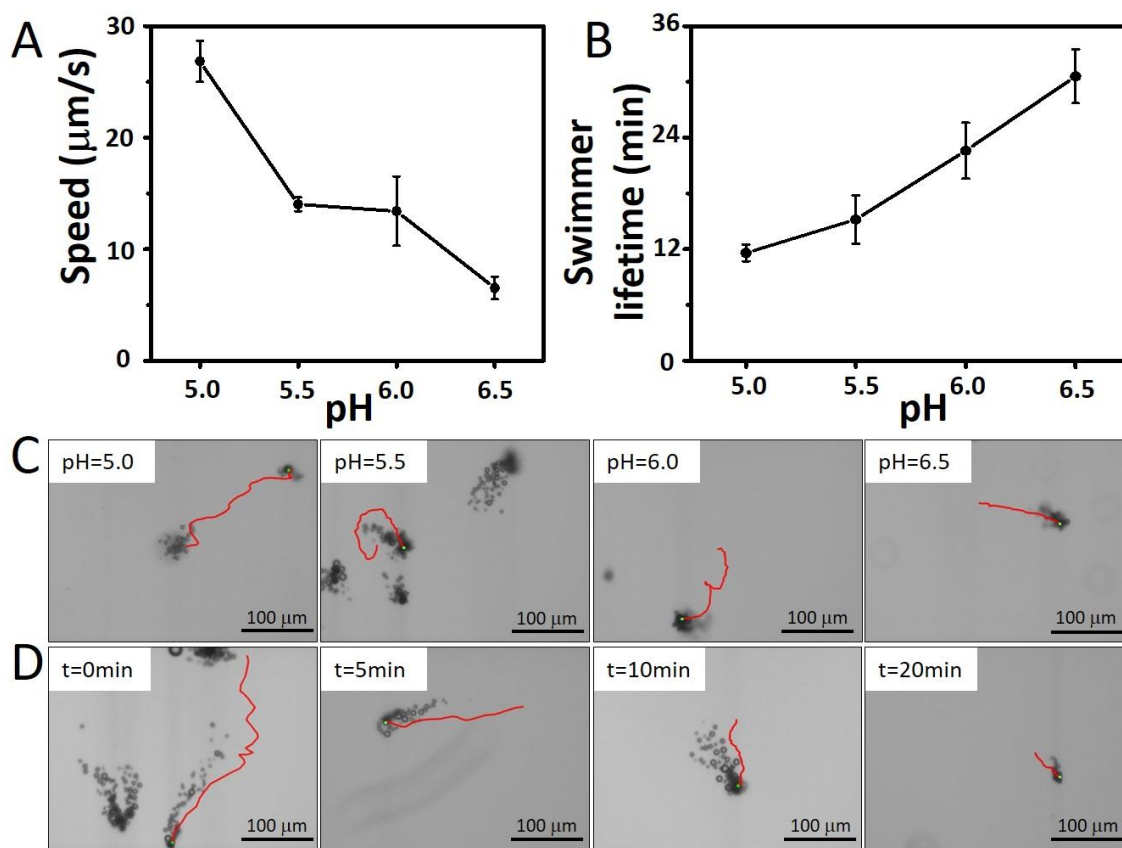 A
Speed (μm/s)
30
20
10
0
5.0 5.5 6.0 6.5
pH
B
Swimmer
lifetime (min)
36
24
12
0
5.0 5.5 6.0 6.5
pH
C
pH=5.0
100 μm
pH=5.5
100 μm
pH=6.0
100 μm
pH=6.5
100 μm
D
t=0min
100 μm
t=5min
100 μm
t=10min
100 μm
t=20min
100 μm